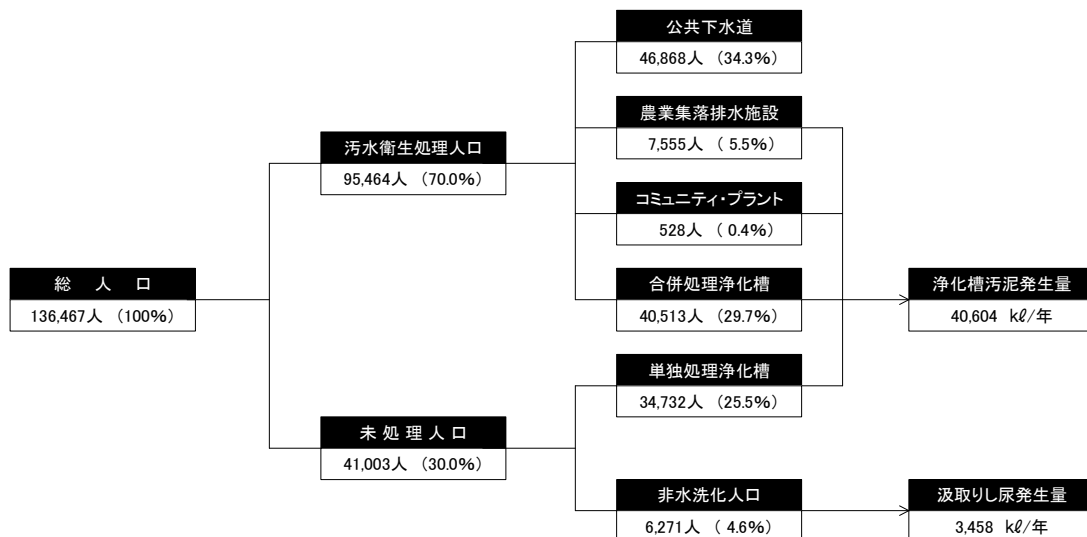 公共下水道
46,868人 (34.3%)
農業集落排水施設
7,555人 ( 5.5%)
汚水衛生処理人口
95,464人 (70.0%)
コミュニティ・プラント
528人 ( 0.4%)
総 人 口
136,467人 (100%)
合併処理浄化槽
40,513人 (29.7%)
浄化槽汚泥発生量
40,604 kℓ/年
単独処理浄化槽
34,732人 (25.5%)
未処理人口
41,003人 (30.0%)
非水洗化人口
6,271人 ( 4.6%)
汲取りし尿発生量
3,458 kℓ/年